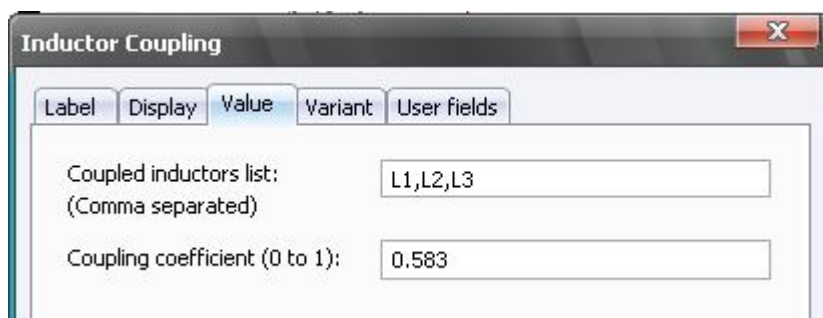 Inductor Coupling
Label Display Value Variant User fields
Coupled inductors list: L1,L2,L3
(Comma separated)
Coupling coefficient (0 to 1): 0.583